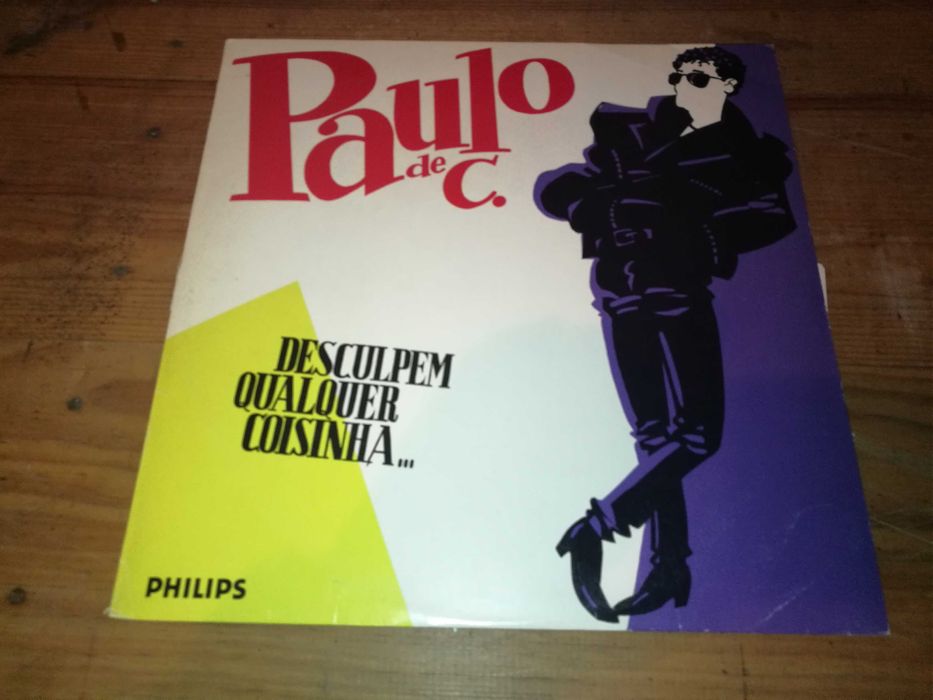 Paulo
de C.
DESCULPEM
QUALQUER
COISINHA...
PHILIPS